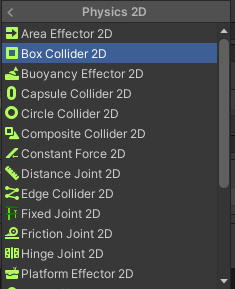 Physics 2D
Area Effector 2D
Box Collider 2D
Buoyancy Effector 2D
Capsule Collider 2D
Circle Collider 2D
Composite Collider 2D
Constant Force 2D
Distance Joint 2D
Edge Collider 2D
Fixed Joint 2D
Friction Joint 2D
Hinge Joint 2D
Platform Effector 2D